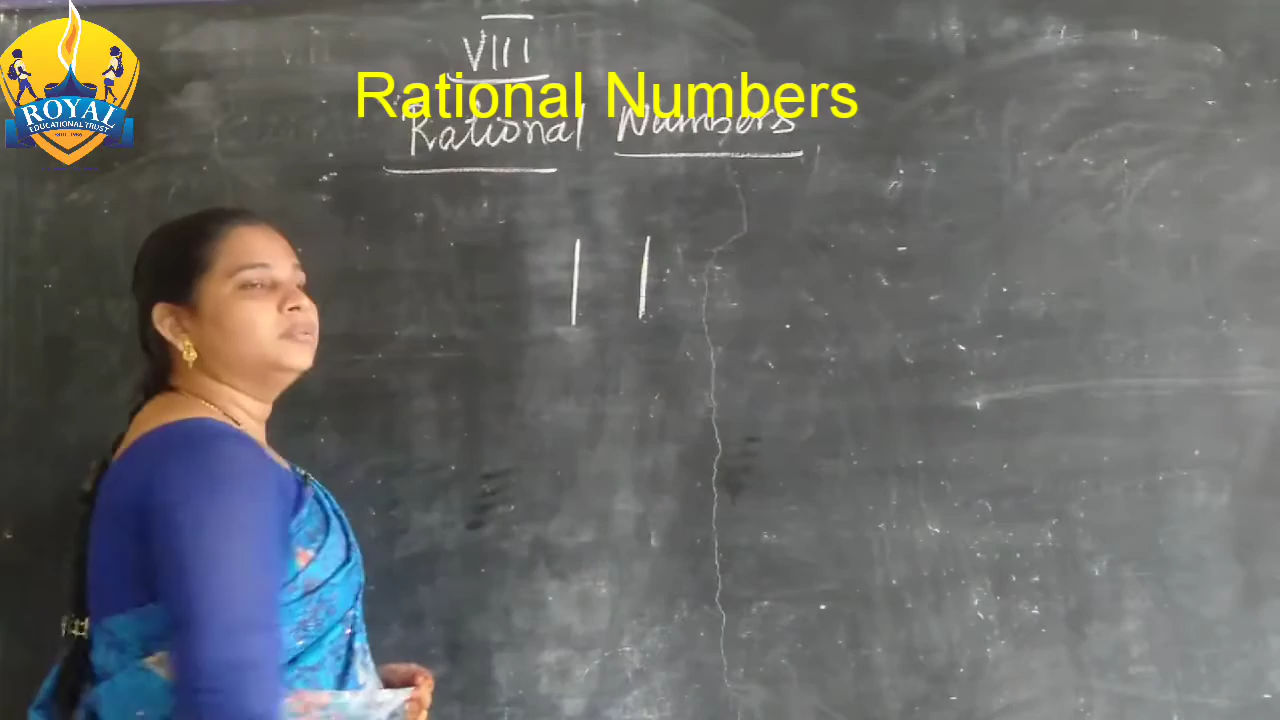 VIII
Rational Numbers
Rational Numbers
| |
ROYAL
EDUCATIONAL TRUST